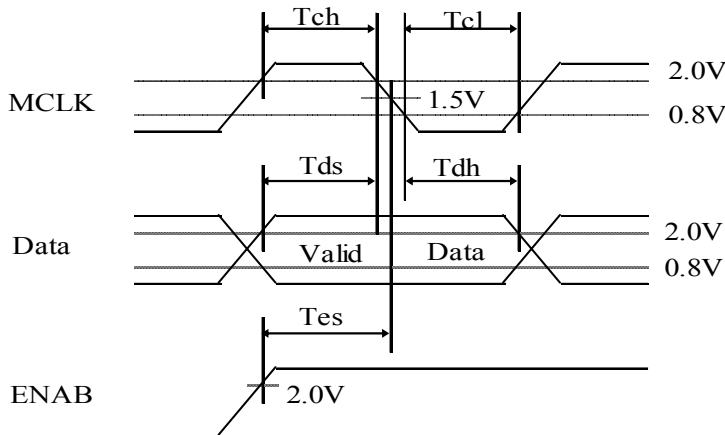 Tch Tcl
2.0V
MCLK 1.5V
0.8V
Tds Tdh
Data 2.0V
Valid Data
0.8V
Tes
ENAB 2.0V